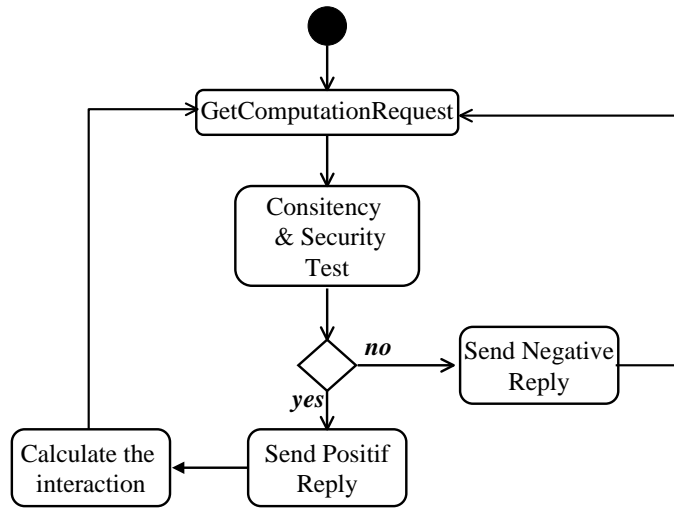 GetComputationRequest
Consitency
& Security
Test
no
Send Negative
Reply
yes
Calculate the
interaction
Send Positif
Reply